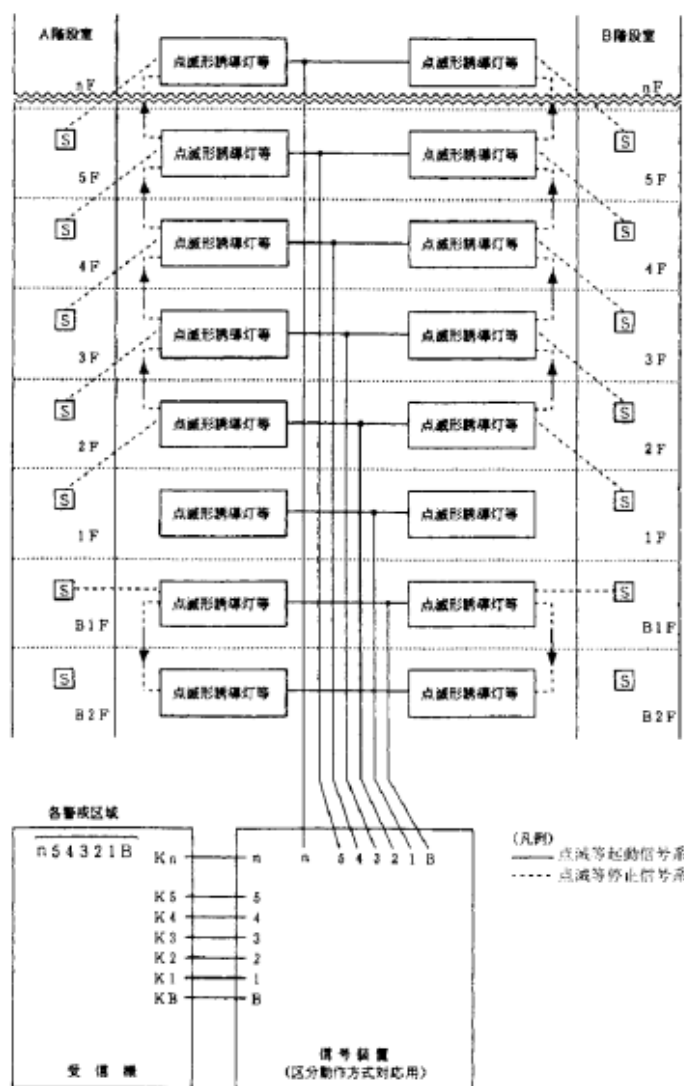 A階段室 B階段室
点滅形誘導灯等 点滅形誘導灯等
nF nF
S 点滅形誘導灯等 点滅形誘導灯等 S
5F 5F
S 点滅形誘導灯等 点滅形誘導灯等 S
4F 4F
S 点滅形誘導灯等 点滅形誘導灯等 S
3F 3F
S 点滅形誘導灯等 点滅形誘導灯等 S
2F 2F
S 点滅形誘導灯等 点滅形誘導灯等 S
1F 1F
S 点滅形誘導灯等 点滅形誘導灯等 S
B1F B1F
S 点滅形誘導灯等 点滅形誘導灯等 S
B2F B2F
各警戒区域
n54321B
Kn n n 5 4 3 2 1 B
K5 5
K4 4
K3 3
K2 2
K1 1
KB B
受信機
信号装置
(区分動作方式対応用)
(凡例)
点滅等起動信号系
点滅等停止信号系